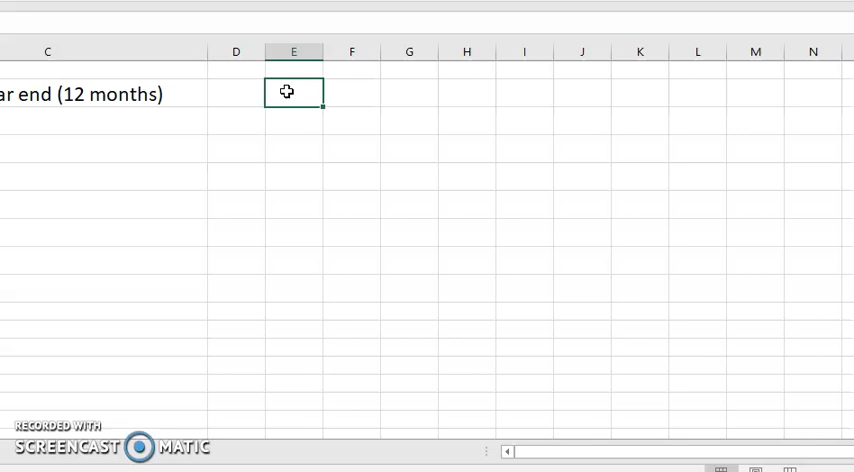 C D E F G H I J K L M N
ar end (12 months)
RECORDED WITH
SCREENCAST MATIC